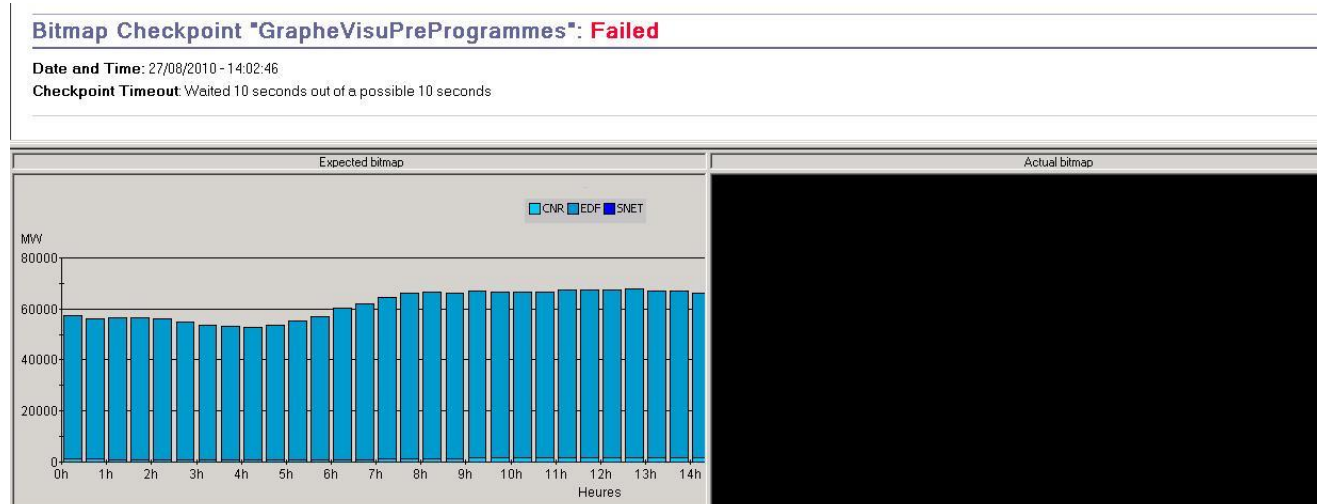 Bitmap Checkpoint "GrapheVisuPreProgrammes": Failed
Date and Time: 27/08/2010 - 14:02:46
Checkpoint Timeout: Waited 10 seconds out of a possible 10 seconds
Expected bitmap
Actual bitmap
CNR EDF SNET
MW
80000
60000
40000
20000
0
0h 1h 2h 3h 4h 5h 6h 7h 8h 9h 10h 11h 12h 13h 14h
Heures